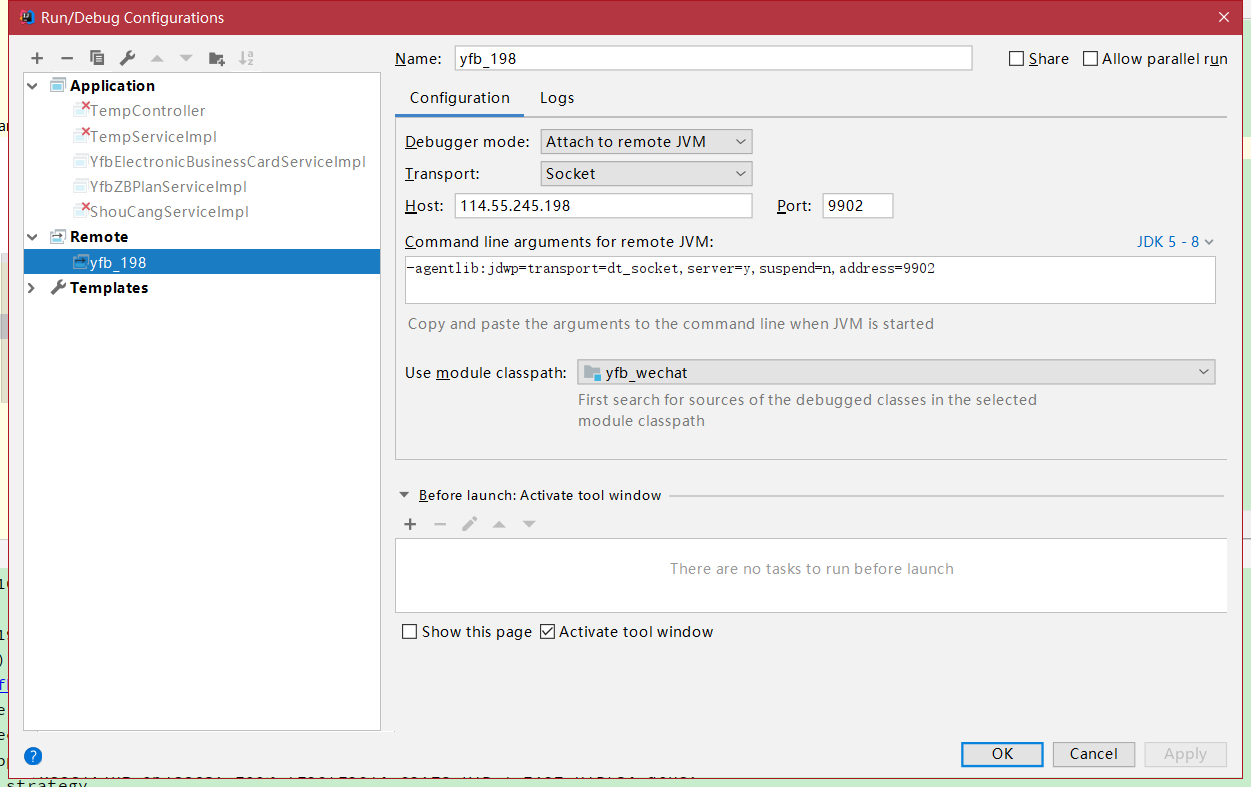 Run/Debug Configurations
Name: yfb_198
Share
Allow parallel run
Application
TempController
TempServiceImpl
YfbElectronicBusinessCardServiceImpl
YfbZBPlanServiceImpl
ShouCangServiceImpl
Remote
yfb_198
Templates
Configuration
Logs
Debugger mode: Attach to remote JVM
Transport: Socket
Host: 114.55.245.198
Port: 9902
Command line arguments for remote JVM:
JDK 5 - 8
-agentlib:jdwp=transport=dt_socket,server=y,suspend=n,address=9902
Copy and paste the arguments to the command line when JVM is started
Use module classpath: yfb_wechat
First search for sources of the debugged classes in the selected
module classpath
Before launch: Activate tool window
There are no tasks to run before launch
Show this page
Activate tool window
?
OK
Cancel
Apply
strategy